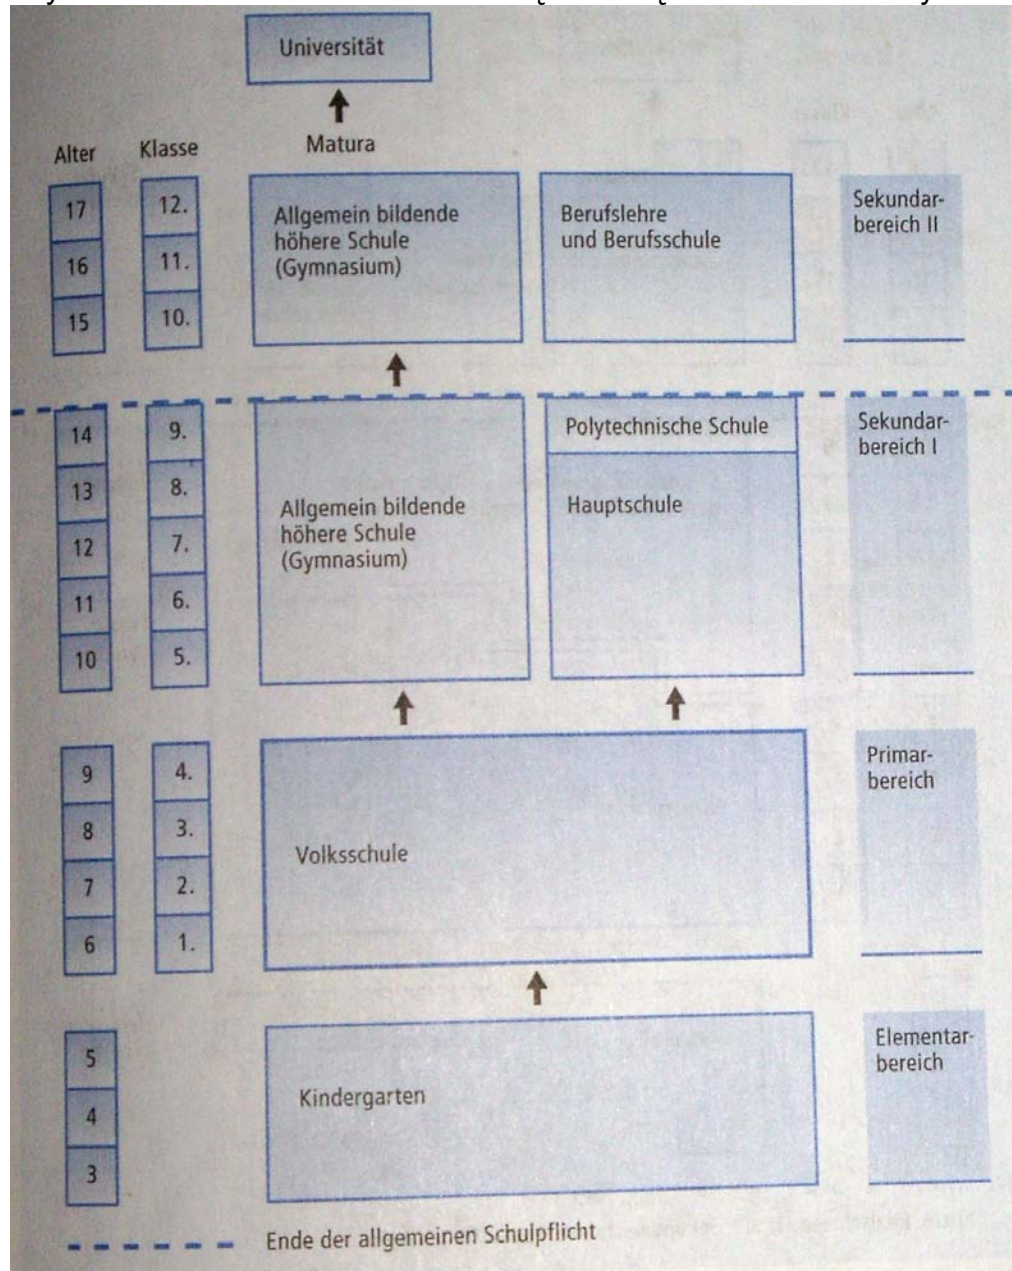 Universität
Matura
Alter
Klasse
17
12.
Allgemein bildende
höhere Schule
(Gymnasium)
Berufslehre
und Berufsschule
Sekundar-
bereich II
16
11.
15
10.
14
9.
Polytechnische Schule
Sekundar-
bereich I
13
8.
Allgemein bildende
höhere Schule
(Gymnasium)
Hauptschule
12
7.
11
6.
10
5.
9
4.
Primar-
bereich
8
3.
Volksschule
7
2.
6
1.
5
Elementar-
bereich
Kindergarten
4
3
Ende der allgemeinen Schulpflicht